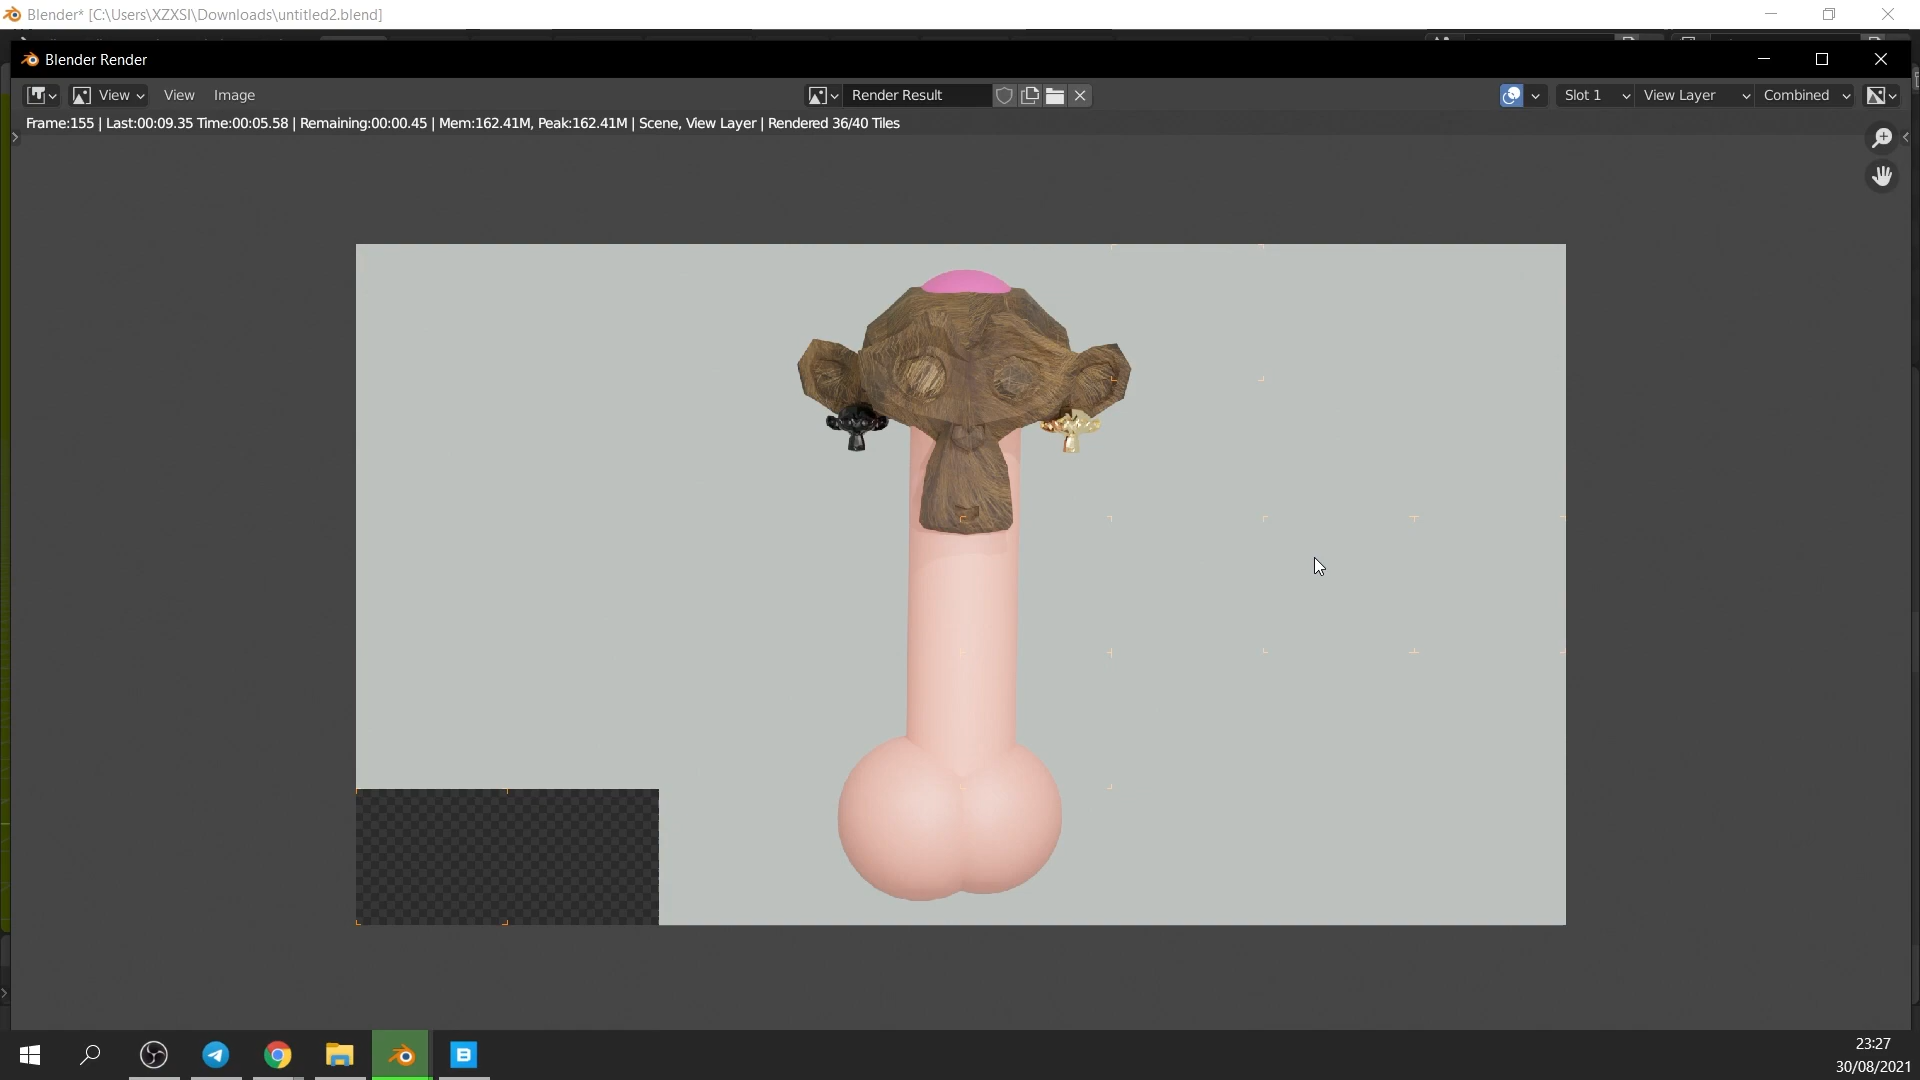 Blender* [C:\Users\XZXSI\Downloads\untitled2.blend]
Blender Render
View View Image Render Result Slot 1 View Layer Combined
Frame:155 | Last:00:09.35 Time:00:05.58 | Remaining:00:00.45 | Mem:162.41M, Peak:162.41M | Scene, View Layer | Rendered 36/40 Tiles
23:27
30/08/2021